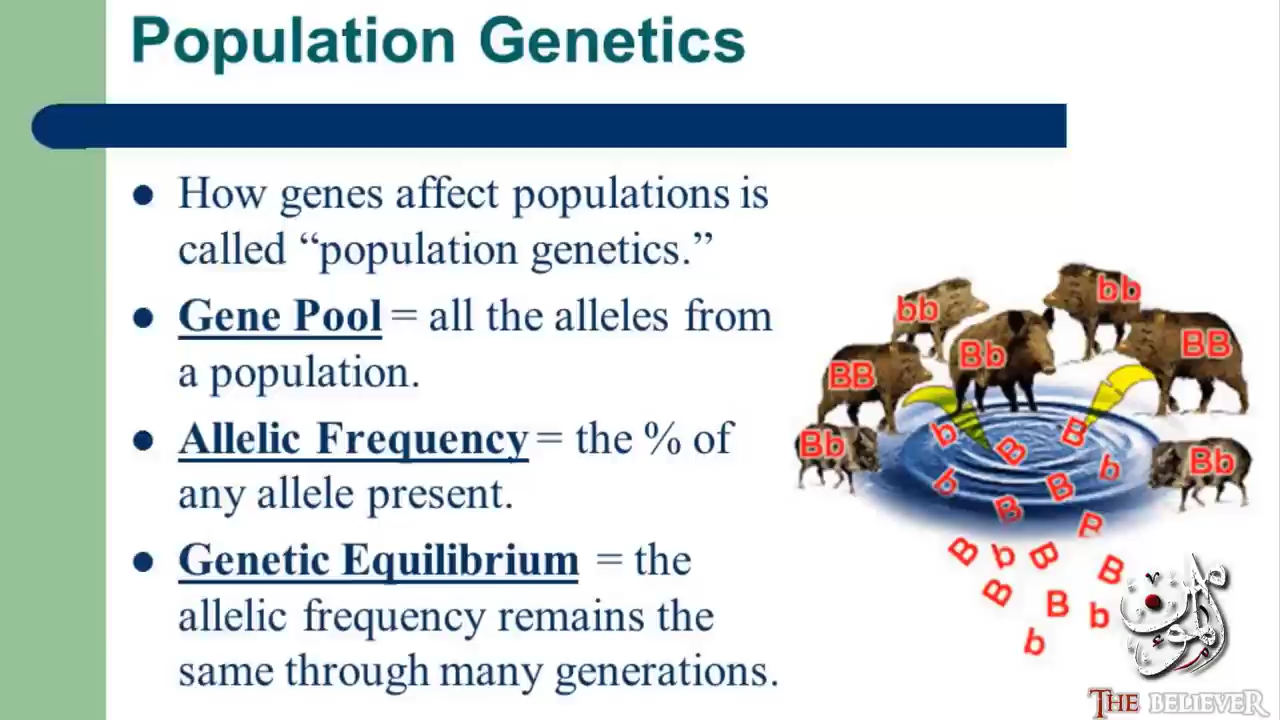 Population Genetics
● How genes affect populations is
called “population genetics.”
● Gene Pool = all the alleles from
a population.
● Allelic Frequency = the % of
any allele present.
● Genetic Equilibrium = the
allelic frequency remains the
same through many generations.
bb
bb
Bb
BB
BB
Bb
Bb
b
B
B
b
b
B
B
B
B
b
B
B
B
B
b
b
المؤمن
THE BELIEVER